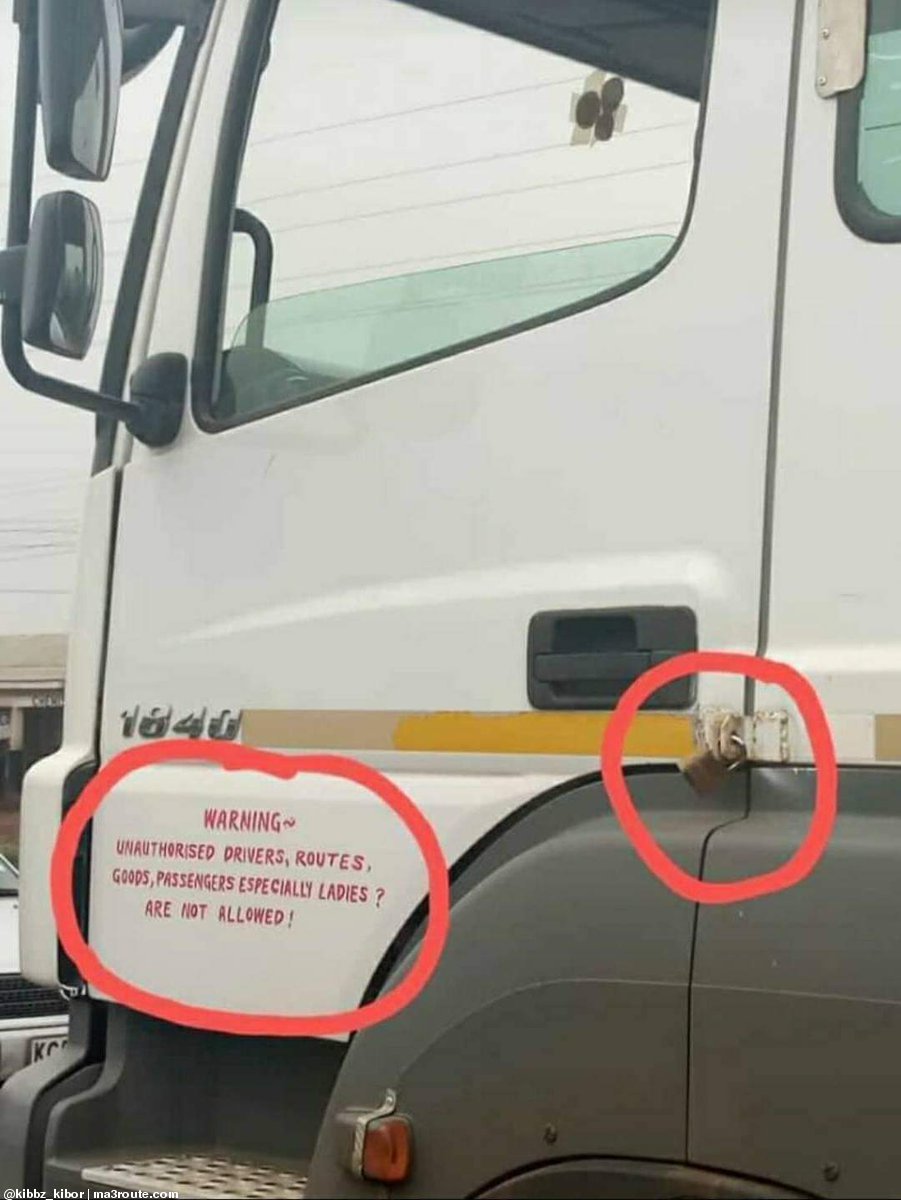 1840
WARNING~
UNAUTHORISED DRIVERS, ROUTES,
GOODS, PASSENGERS ESPECIALLY LADIES ?
ARE NOT ALLOWED !
@kibbz_kibor | ma3route.com